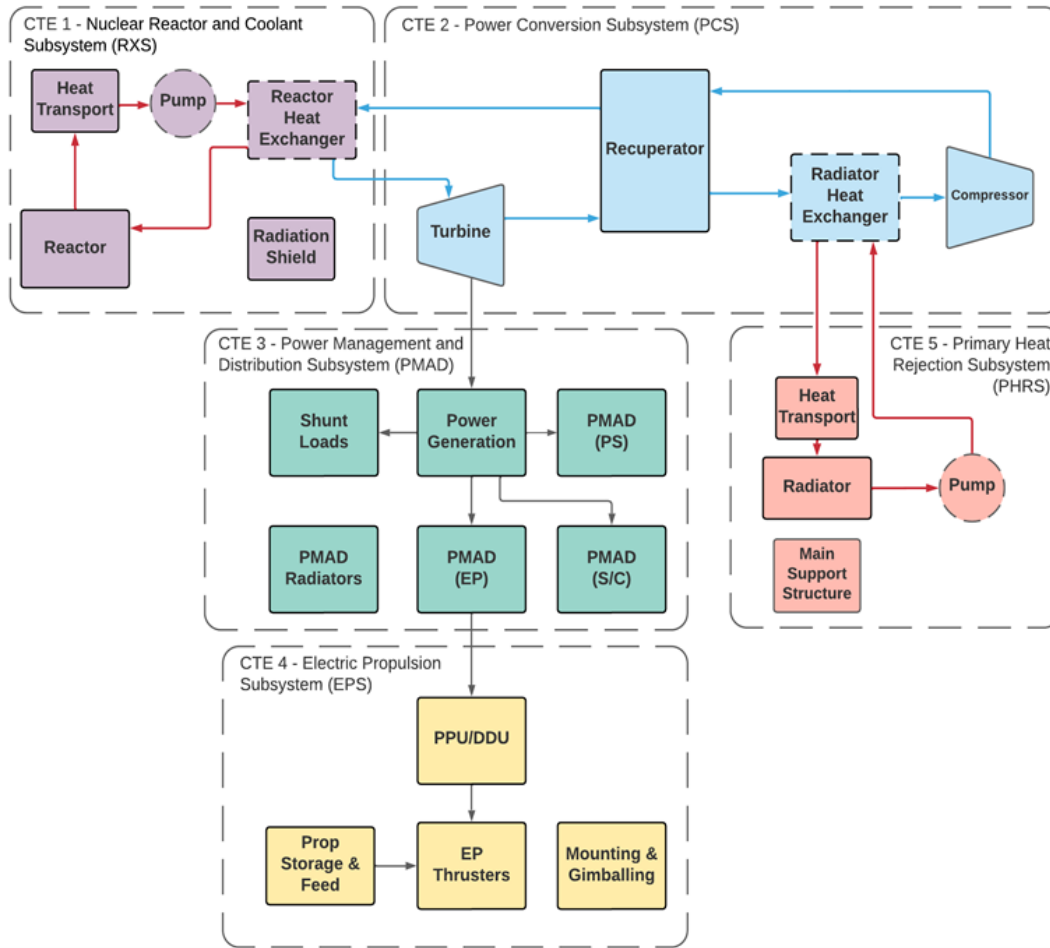 CTE 1 - Nuclear Reactor and Coolant
Subsystem (RXS)
Heat
Transport
Pump
Reactor
Heat
Exchanger
Reactor
Radiation
Shield
CTE 2 - Power Conversion Subsystem (PCS)
Recuperator
Turbine
Radiator
Heat
Exchanger
Compressor
CTE 3 - Power Management and
Distribution Subsystem (PMAD)
Shunt
Loads
Power
Generation
PMAD
(PS)
PMAD
Radiators
PMAD
(EP)
PMAD
(S/C)
CTE 5 - Primary Heat
Rejection Subsystem
(PHRS)
Heat
Transport
Radiator
Pump
Main
Support
Structure
CTE 4 - Electric Propulsion
Subsystem (EPS)
PPU/DDU
Prop
Storage &
Feed
EP
Thrusters
Mounting &
Gimballing